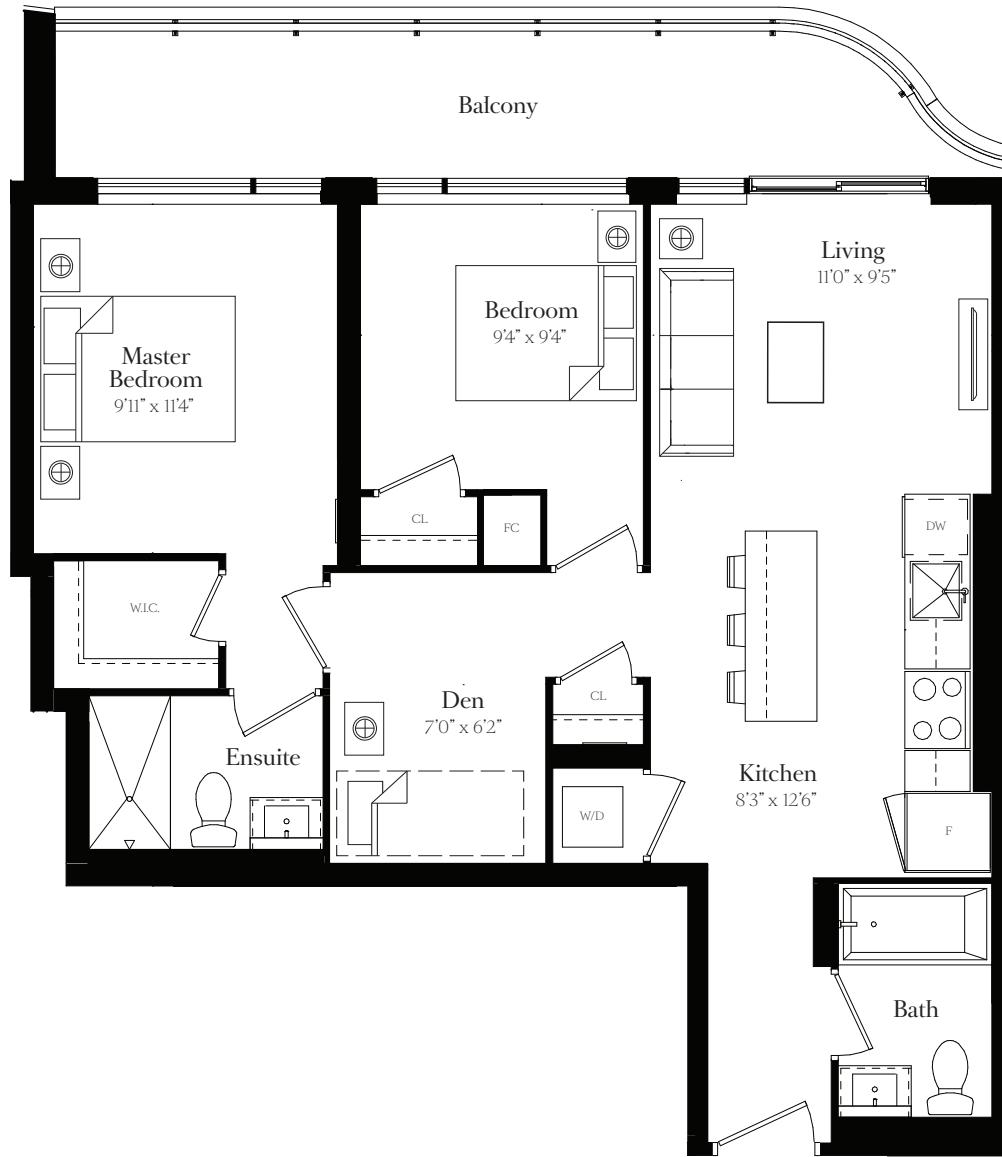 Balcony
Living
11'0” x 9'5”
Bedroom
9'4” x 9'4”
Master
Bedroom
9'11” x 11'4”
CL
FC
DW
W.I.C.
CL
Den
7'0” x 6'2”
Ensuite
Kitchen
8'3” x 12'6”
W/D
F
Bath